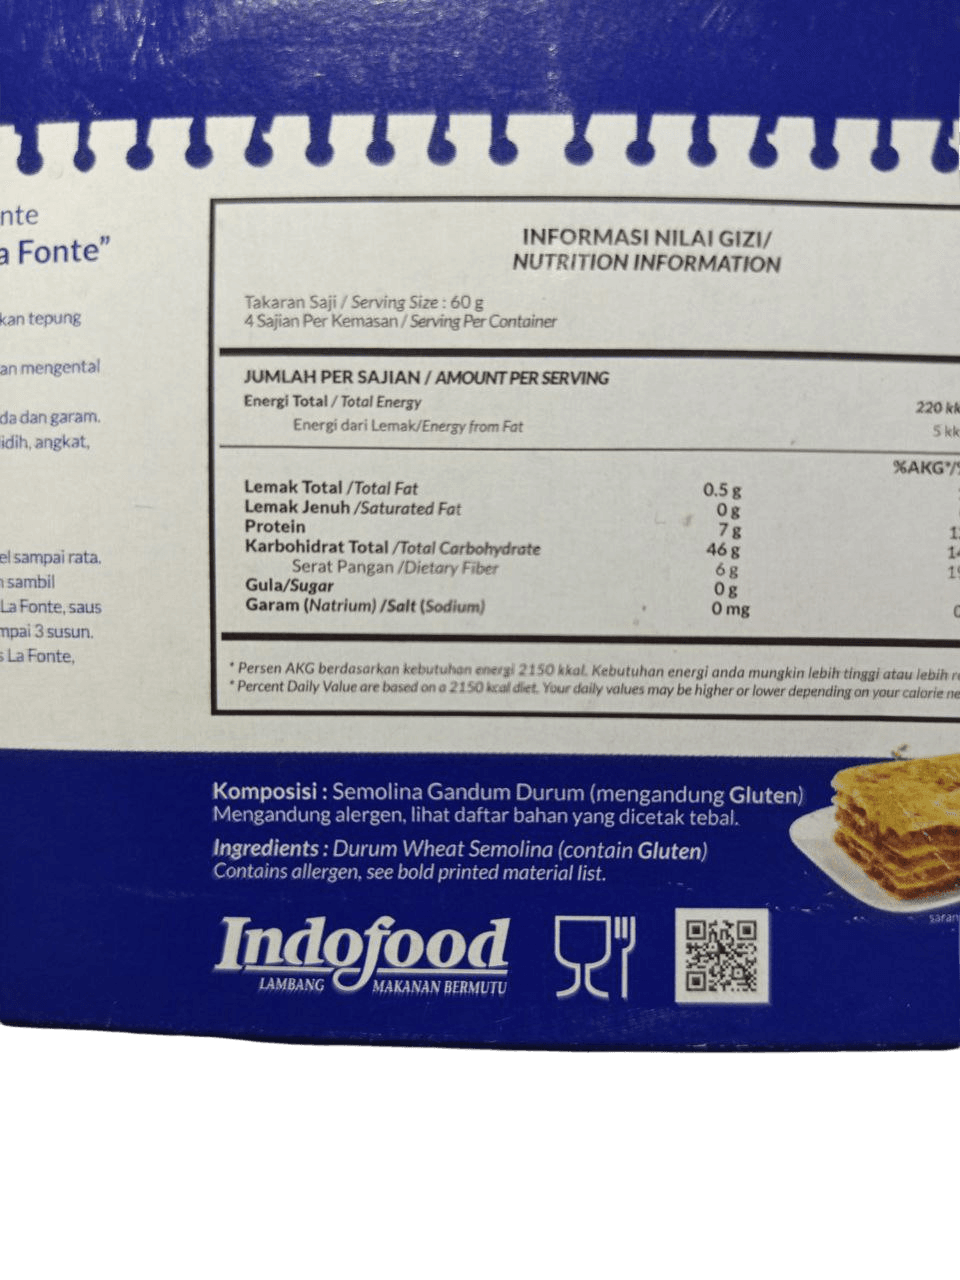 nte
a Fonte”
kan tepung
an mengental
da dan garam.
idih, angkat,
el sampai rata.
n sambil
La Fonte, saus
mpai 3 susun.
s La Fonte,
INFORMASI NILAI GIZI/
NUTRITION INFORMATION
Takaran Saji / Serving Size : 60 g
4 Sajian Per Kemasan / Serving Per Container
JUMLAH PER SAJIAN / AMOUNT PER SERVING
Energi Total / Total Energy 220 kk
Energi dari Lemak/Energy from Fat 5 kk
%AKG*/
Lemak Total /Total Fat 0.5 g
Lemak Jenuh /Saturated Fat 0 g
Protein 7 g
Karbohidrat Total /Total Carbohydrate 46 g
Serat Pangan /Dietary Fiber 6 g
Gula/Sugar 0 g
Garam (Natrium) /Salt (Sodium) 0 mg
* Persen AKG berdasarkan kebutuhan energi 2150 kkal. Kebutuhan energi anda mungkin lebih tinggi atau lebih
* Percent Daily Value are based on a 2150 kcal diet. Your daily values may be higher or lower depending on your calorie ne
Komposisi : Semolina Gandum Durum (mengandung Gluten)
Mengandung alergen, lihat daftar bahan yang dicetak tebal.
Ingredients : Durum Wheat Semolina (contain Gluten)
Contains allergen, see bold printed material list.
saran
Indofood
LAMBANG MAKANAN BERMUTU